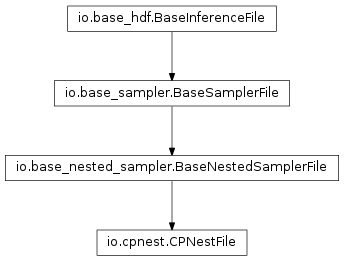 io.base_hdf.BaseInferenceFile
io.base_sampler.BaseSamplerFile
io.base_nested_sampler.BaseNestedSamplerFile
io.cpnest.CPNestFile